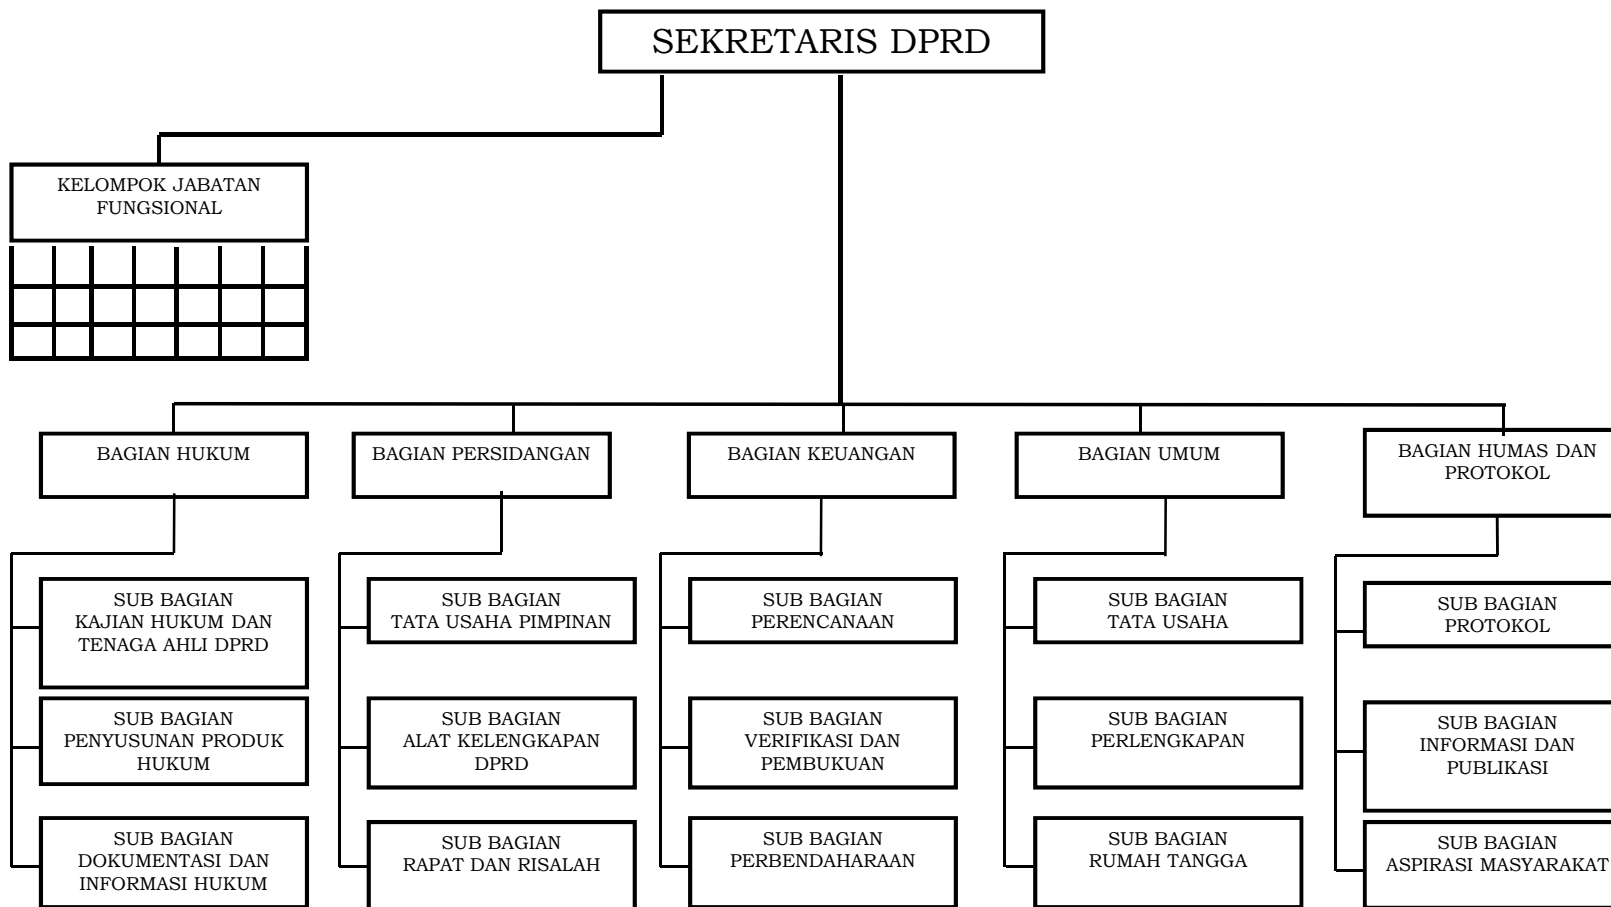 SEKRETARIS DPRD
KELOMPOK JABATAN
FUNGSIONAL
BAGIAN HUKUM
BAGIAN PERSIDANGAN
BAGIAN KEUANGAN
BAGIAN UMUM
BAGIAN HUMAS DAN
PROTOKOL
SUB BAGIAN
KAJIAN HUKUM DAN
TENAGA AHLI DPRD
SUB BAGIAN
TATA USAHA PIMPINAN
SUB BAGIAN
PERENCANAAN
SUB BAGIAN
TATA USAHA
SUB BAGIAN
PROTOKOL
SUB BAGIAN
PENYUSUNAN PRODUK
HUKUM
SUB BAGIAN
ALAT KELENGKAPAN
DPRD
SUB BAGIAN
VERIFIKASI DAN
PEMBUKUAN
SUB BAGIAN
PERLENGKAPAN
SUB BAGIAN
INFORMASI DAN
PUBLIKASI
SUB BAGIAN
DOKUMENTASI DAN
INFORMASI HUKUM
SUB BAGIAN
RAPAT DAN RISALAH
SUB BAGIAN
PERBENDAHARAAN
SUB BAGIAN
RUMAH TANGGA
SUB BAGIAN
ASPIRASI MASYARAKAT